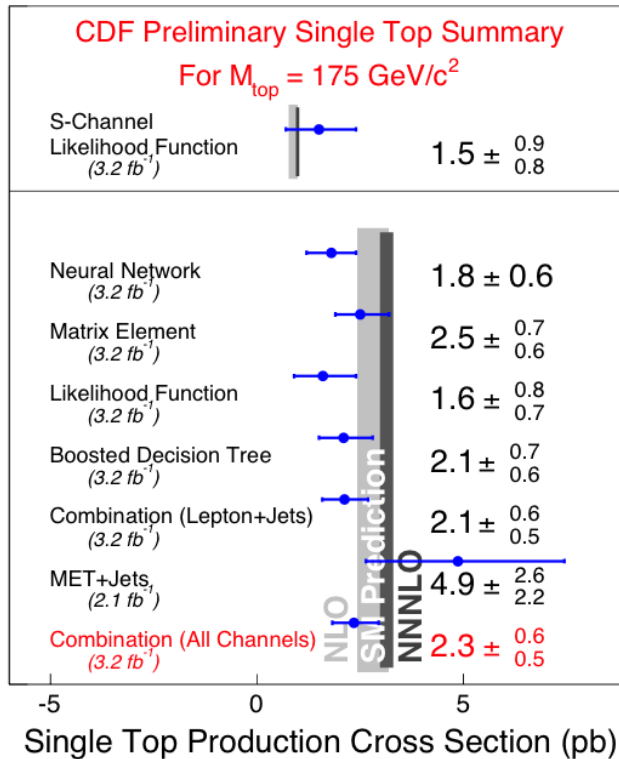 CDF Preliminary Single Top Summary
For M_top = 175 GeV/c²
S-Channel
Likelihood Function
(3.2 fb⁻¹)
1.5 ± 0.9 0.8
Neural Network
(3.2 fb⁻¹)
1.8 ± 0.6
Matrix Element
(3.2 fb⁻¹)
2.5 ± 0.7 0.6
Likelihood Function
(3.2 fb⁻¹)
1.6 ± 0.8 0.7
Boosted Decision Tree
(3.2 fb⁻¹)
2.1 ± 0.7 0.6
Combination (Lepton+Jets)
(3.2 fb⁻¹)
2.1 ± 0.6 0.5
MET+Jets
(2.1 fb⁻¹)
4.9 ± 2.6 2.2
Combination (All Channels)
(3.2 fb⁻¹)
2.3 ± 0.6 0.5
NLO
SM Prediction
NNNLO
-5 0 5
Single Top Production Cross Section (pb)